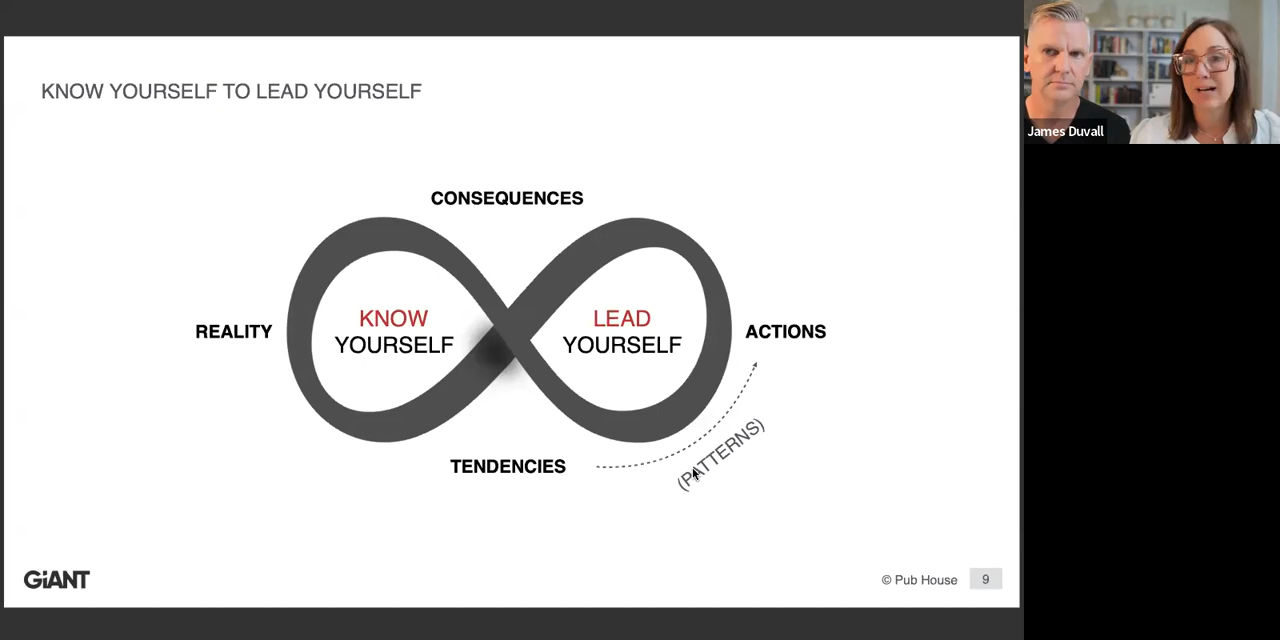 KNOW YOURSELF TO LEAD YOURSELF
James Duvall
CONSEQUENCES
REALITY
KNOW
YOURSELF
LEAD
YOURSELF
ACTIONS
TENDENCIES
(PATTERNS)
GiANT
© Pub House
9